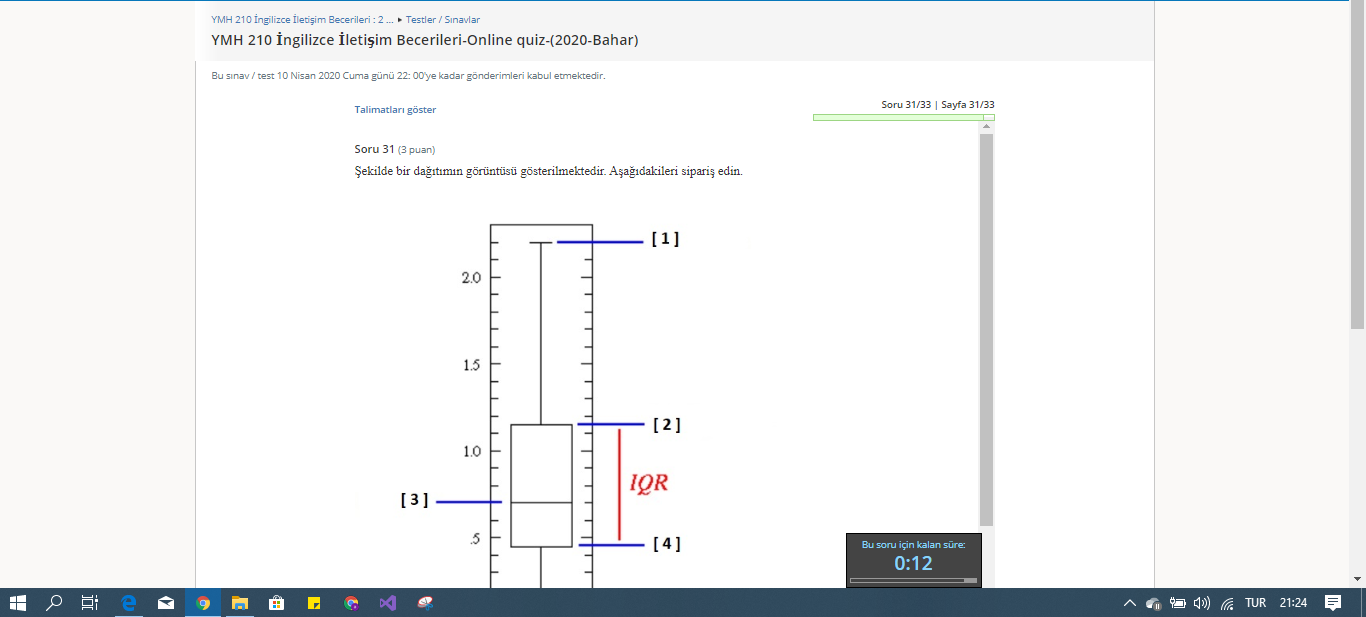 YMH 210 İngilizce İletişim Becerileri : 2 ... ▸ Testler / Sınavlar
YMH 210 İngilizce İletişim Becerileri-Online quiz-(2020-Bahar)
Bu sınav / test 10 Nisan 2020 Cuma günü 22: 00'ye kadar gönderimleri kabul etmektedir.
Talimatları göster
Soru 31/33 | Sayfa 31/33
Soru 31 (3 puan)
Şekilde bir dağıtımın görüntüsü gösterilmektedir. Aşağıdakileri sipariş edin.
[ 1 ]
2.0
1.5
[ 2 ]
1.0
IQR
[ 3 ]
.5
[ 4 ]
Bu soru için kalan süre:
0:12
TUR
21:24